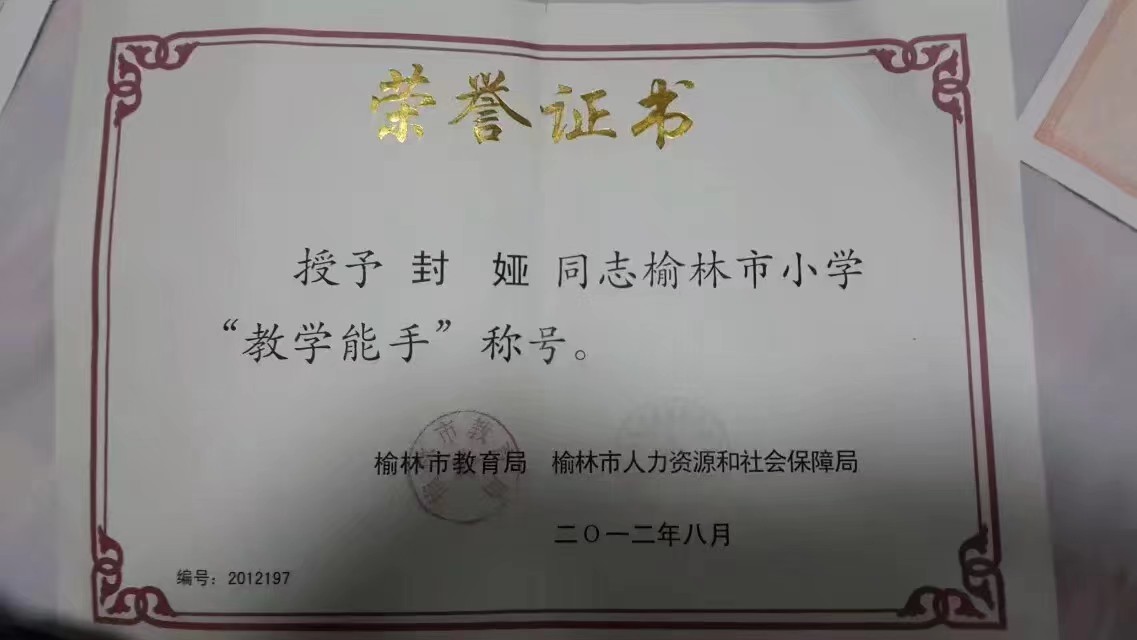 荣誉证书
授予 封 娅 同志榆林市小学
“教学能手”称号。
榆林市教育局 榆林市人力资源和社会保障局
二〇一二年八月
编号：2012197